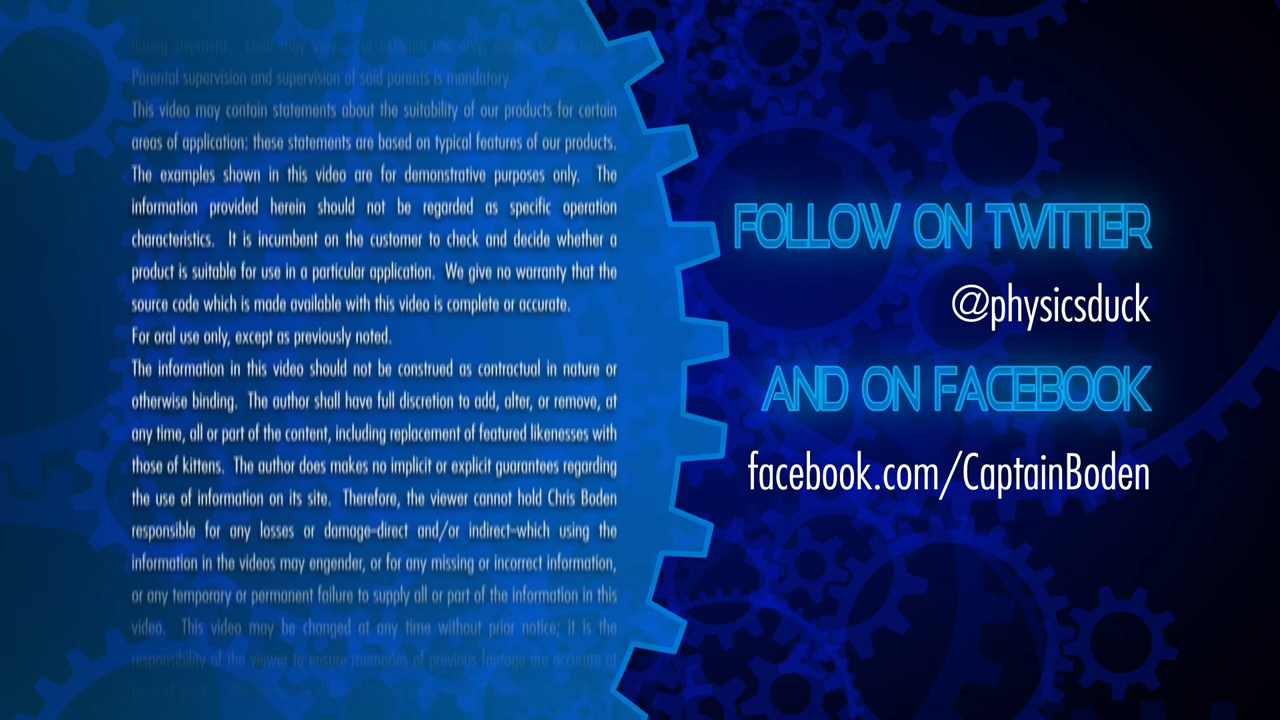 during shipment. Color may vary. For external use only, except where
Parental supervision and supervision of said parents is mandatory.
This video may contain statements about the suitability of our products for certain
areas of application: these statements are based on typical features of our products.
The examples shown in this video are for demonstrative purposes only. The
information provided herein should not be regarded as specific operation
characteristics. It is incumbent on the customer to check and decide whether a
product is suitable for use in a particular application. We give no warranty that the
source code which is made available with this video is complete or accurate.
For oral use only, except as previously noted.
The information in this video should not be construed as contractual in nature or
otherwise binding. The author shall have full discretion to add, alter, or remove, at
any time, all or part of the content, including replacement of featured likenesses with
those of kittens. The author does makes no implicit or explicit guarantees regarding
the use of information on its site. Therefore, the viewer cannot hold Chris Boden
responsible for any losses or damage-direct and/or indirect-which using the
information in the videos may engender, or for any missing or incorrect information,
or any temporary or permanent failure to supply all or part of the information in this
video. This video may be changed at any time without prior notice; it is the
responsibility of the viewer to ensure memories of previous footage are accurate at
FOLLOW ON TWITTER
@physicsduck
AND ON FACEBOOK
facebook.com/CaptainBoden